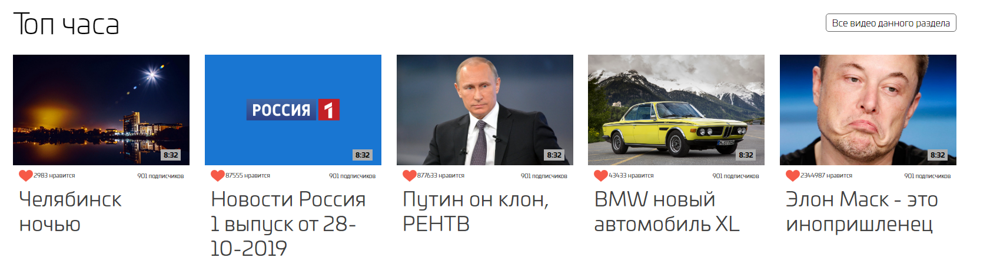 Топ часа
Все видео данного раздела
8:32
2983 нравится
901 подписчиков
Челябинск
ночью
РОССИЯ 1
8:32
87555 нравится
901 подписчиков
Новости Россия
1 выпуск от 28-
10-2019
8:32
877633 нравится
901 подписчиков
Путин он клон,
РЕНТВ
8:32
43433 нравится
901 подписчиков
BMW новый
автомобиль XL
8:32
2344987 нравится
901 подписчиков
Элон Маск - это
инопришленец